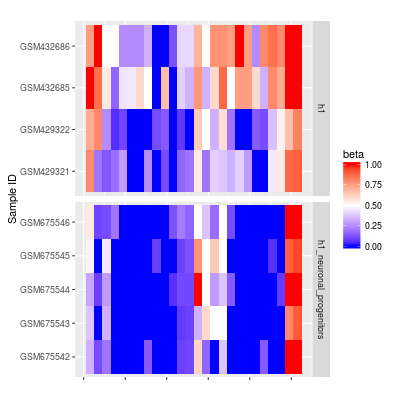 GSM432686
GSM432685
GSM429322
GSM429321
h1
GSM675546
GSM675545
GSM675544
GSM675543
GSM675542
h1_neuronal_progenitors
Sample ID
beta
1.00
0.75
0.50
0.25
0.00